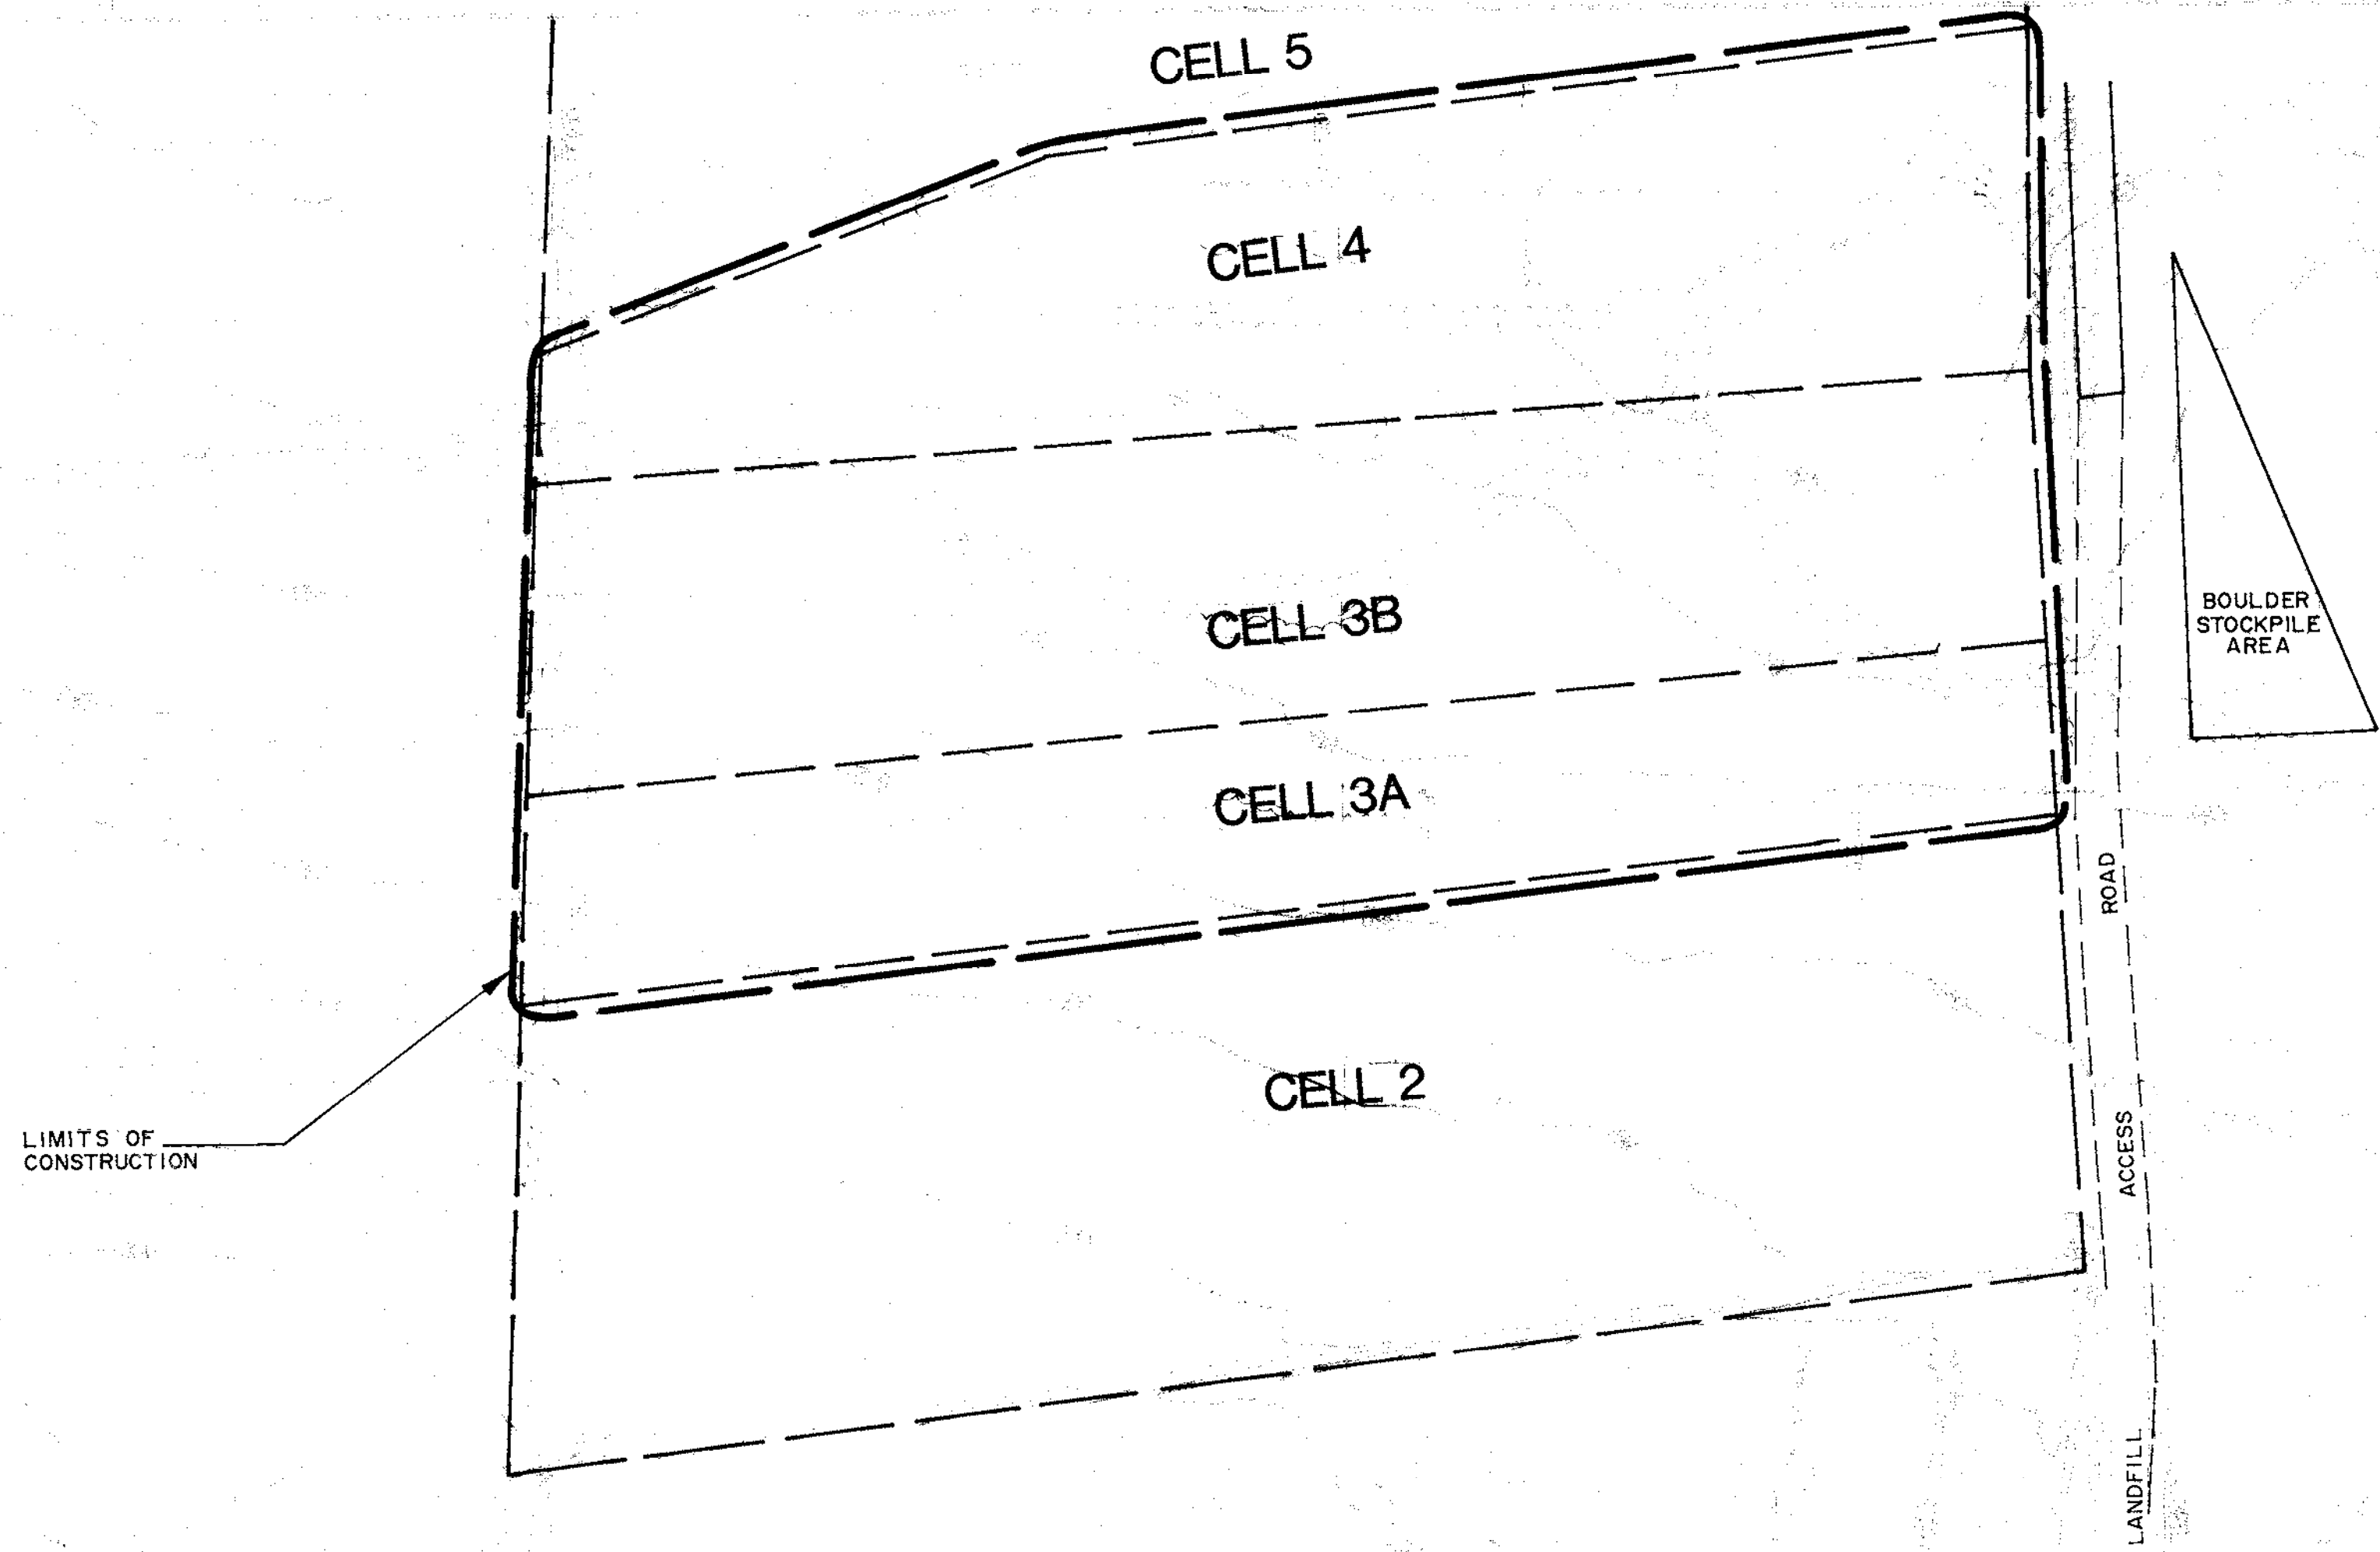 CELL 5
CELL 4
CELL 3B
BOULDER
STOCKPILE
AREA
CELL 3A
CELL 2
LIMITS OF
CONSTRUCTION
LANDFILL ACCESS ROAD